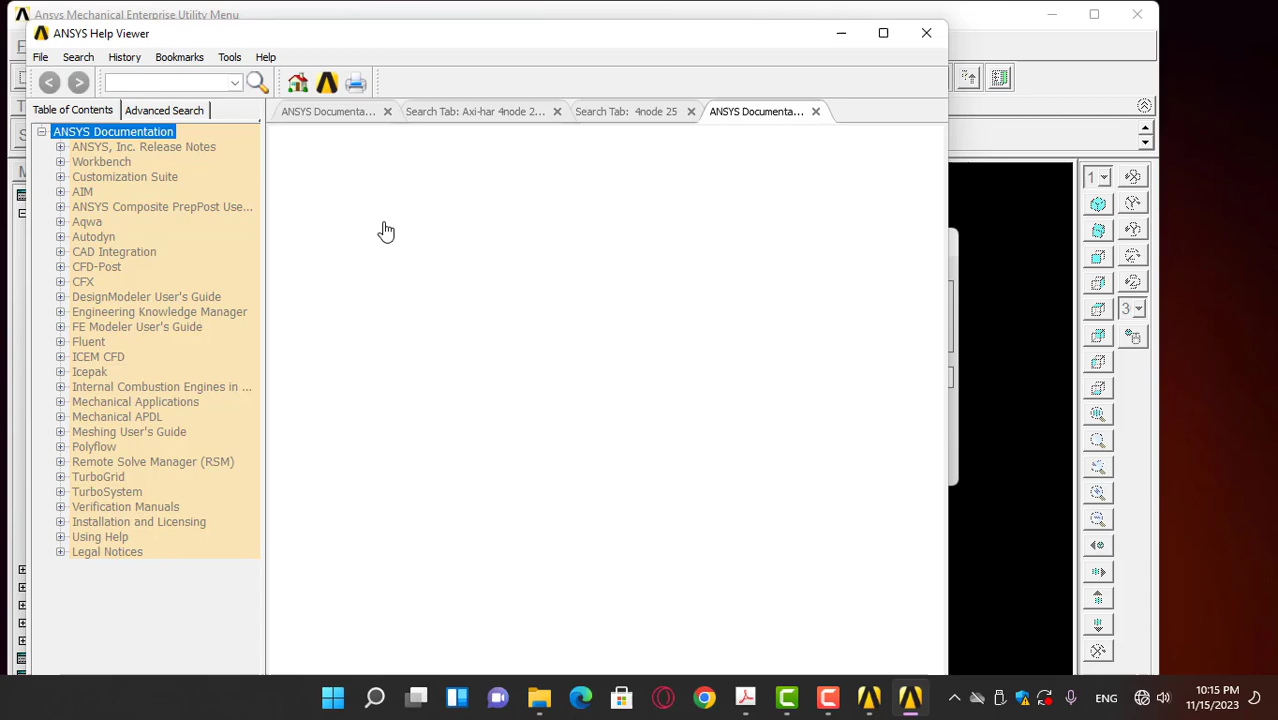 Ansys Mechanical Enterprise Utility Menu
ANSYS Help Viewer
File Search History Bookmarks Tools Help
Table of Contents Advanced Search
ANSYS Documenta... Search Tab: Axi-har 4node 2... Search Tab: 4node 25 ANSYS Documenta...
ANSYS Documentation
ANSYS, Inc. Release Notes
Workbench
Customization Suite
AIM
ANSYS Composite PrepPost Use...
Aqwa
Autodyn
CAD Integration
CFD-Post
CFX
DesignModeler User's Guide
Engineering Knowledge Manager
FE Modeler User's Guide
Fluent
ICEM CFD
Icepak
Internal Combustion Engines in ...
Mechanical Applications
Mechanical APDL
Meshing User's Guide
Polyflow
Remote Solve Manager (RSM)
TurboGrid
TurboSystem
Verification Manuals
Installation and Licensing
Using Help
Legal Notices
1
3
ENG
10:15 PM
11/15/2023